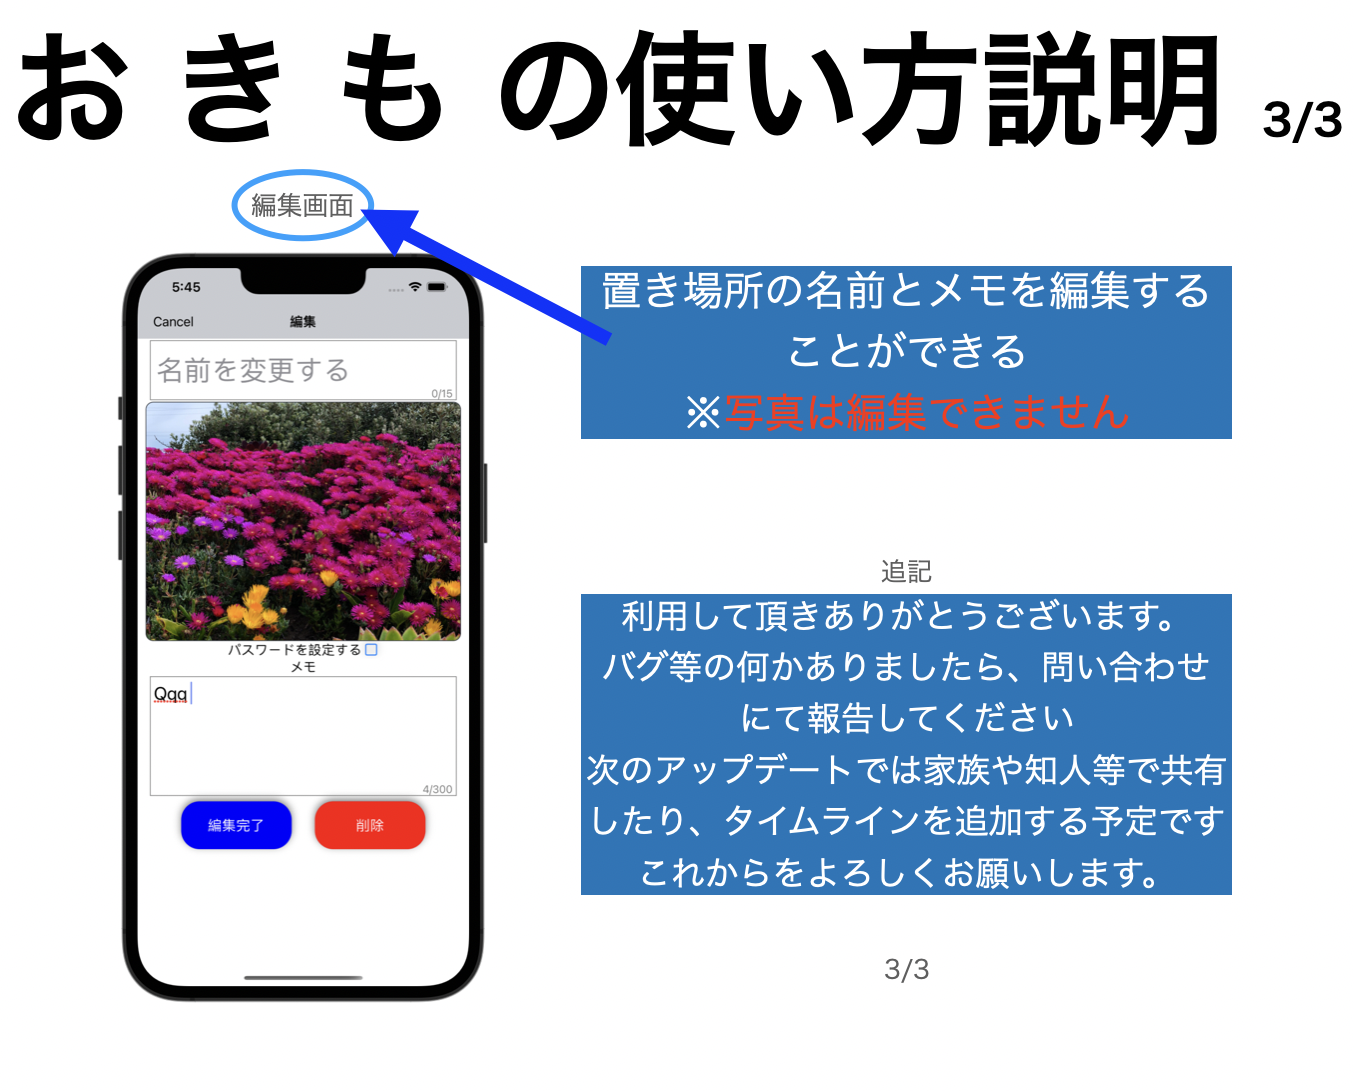 お き も の使い方説明 3/3
編集画面
5:45
Cancel 編集
名前を変更する
0/15
パスワードを設定する
メモ
Qqq
4/300
編集完了 削除
置き場所の名前とメモを編集する
ことができる
※写真は編集できません
追記
利用して頂きありがとうございます。
バグ等の何かありましたら、問い合わせ
にて報告してください
次のアップデートでは家族や知人等で共有
したり、タイムラインを追加する予定です
これからをよろしくお願いします。
3/3